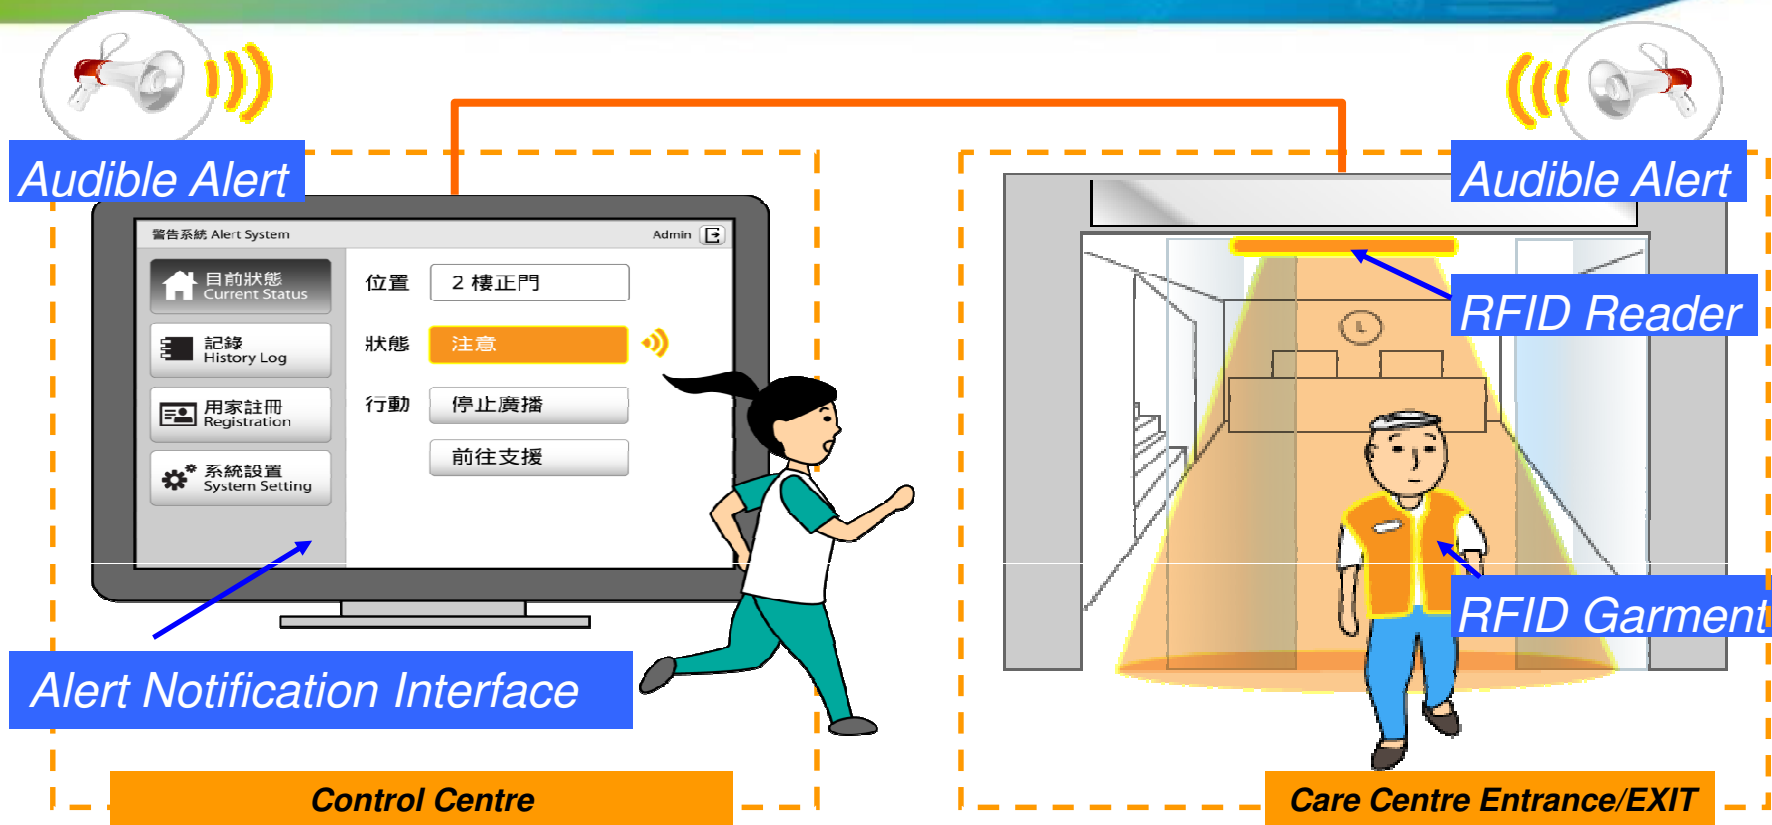 Audible Alert
Audible Alert
警告系統 Alert System
Admin
目前狀態
Current Status
記錄
History Log
用家註冊
Registration
系統設置
System Setting
位置
2 樓正門
狀態
注意
行動
停止廣播
前往支援
RFID Reader
RFID Garment
Alert Notification Interface
Control Centre
Care Centre Entrance/EXIT